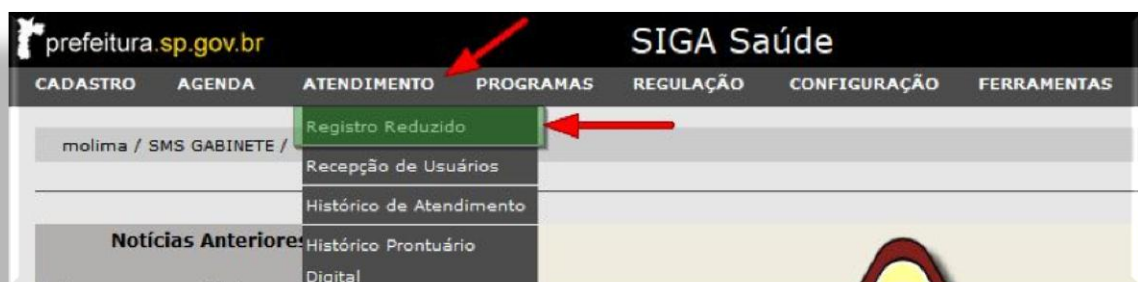 prefeitura.sp.gov.br SIGA Saúde
CADASTRO AGENDA ATENDIMENTO PROGRAMAS REGULAÇÃO CONFIGURAÇÃO FERRAMENTAS
Registro Reduzido
molima / SMS GABINETE /
Recepção de Usuários
Histórico de Atendimento
Notícias Anteriores
Histórico Prontuário
Digital